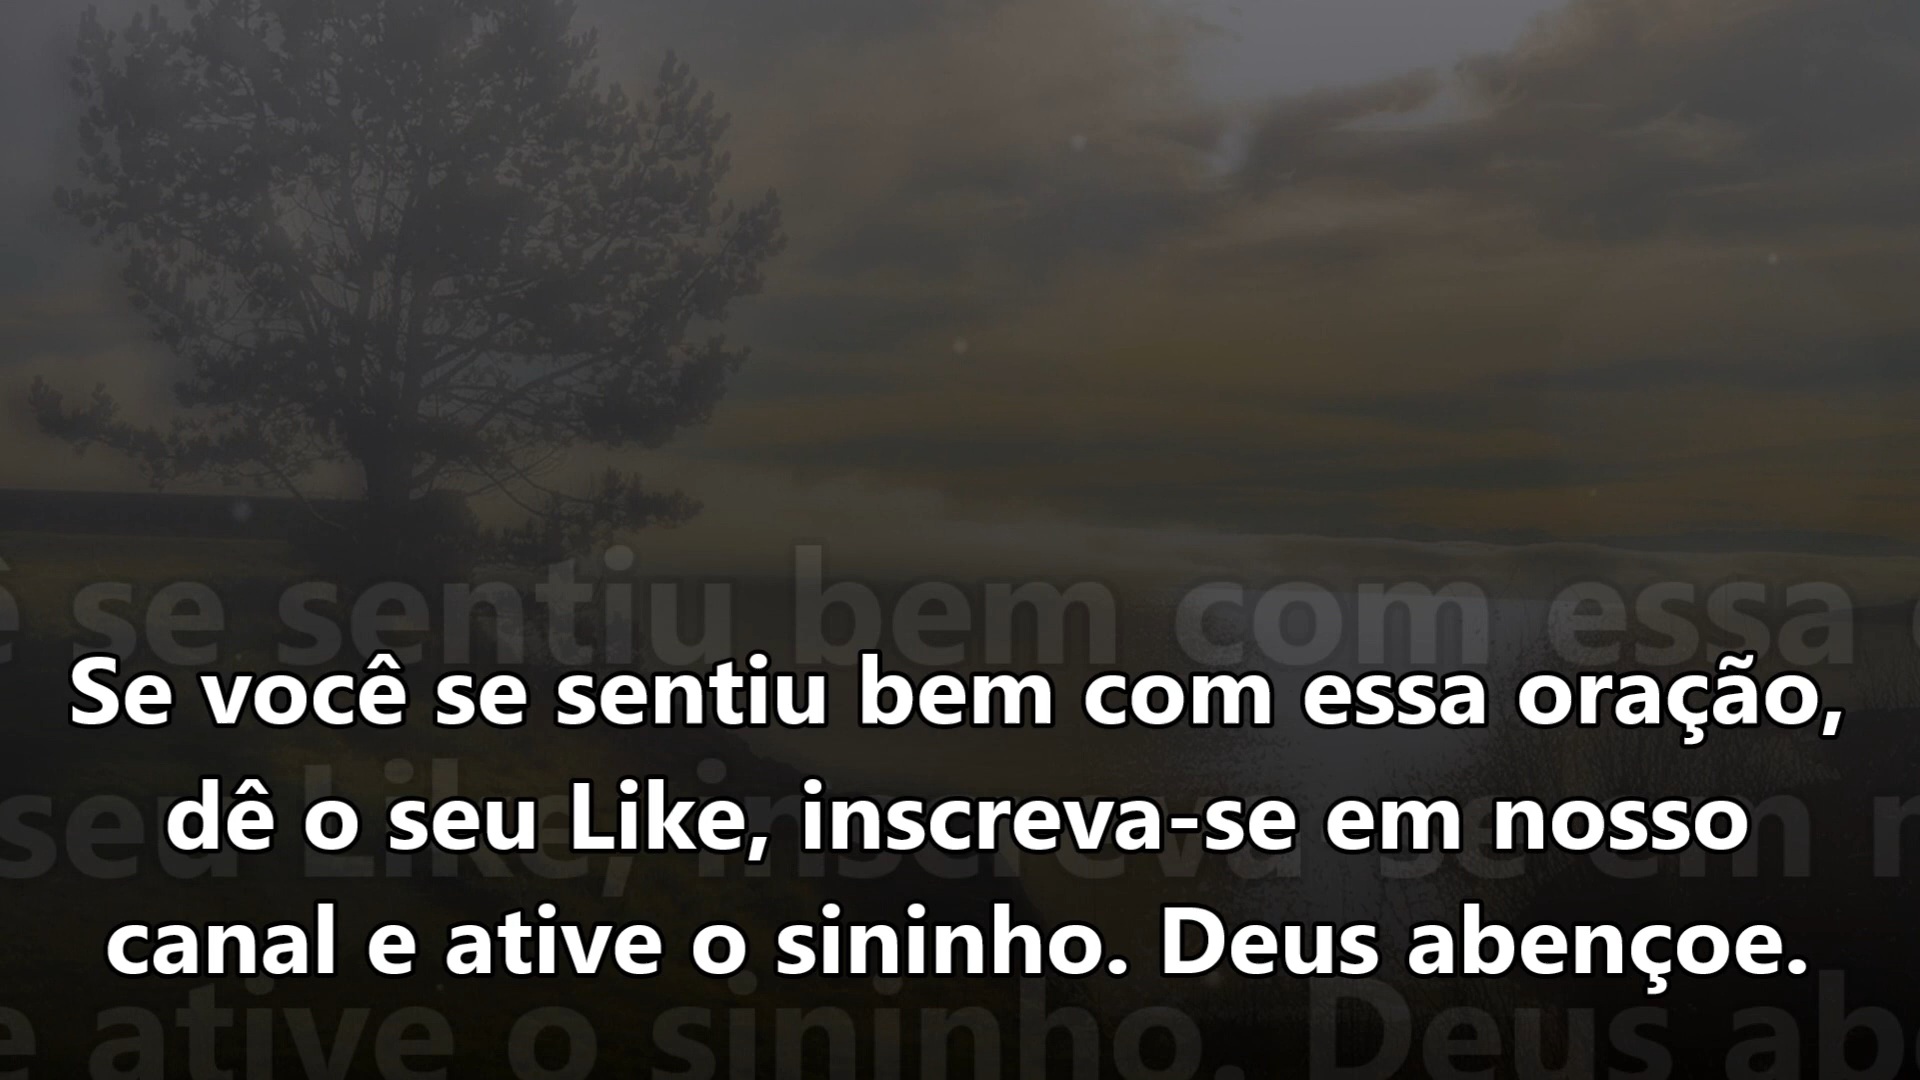 Se você se sentiu bem com essa oração,
dê o seu Like, inscreva-se em nosso
canal e ative o sininho. Deus abençoe.